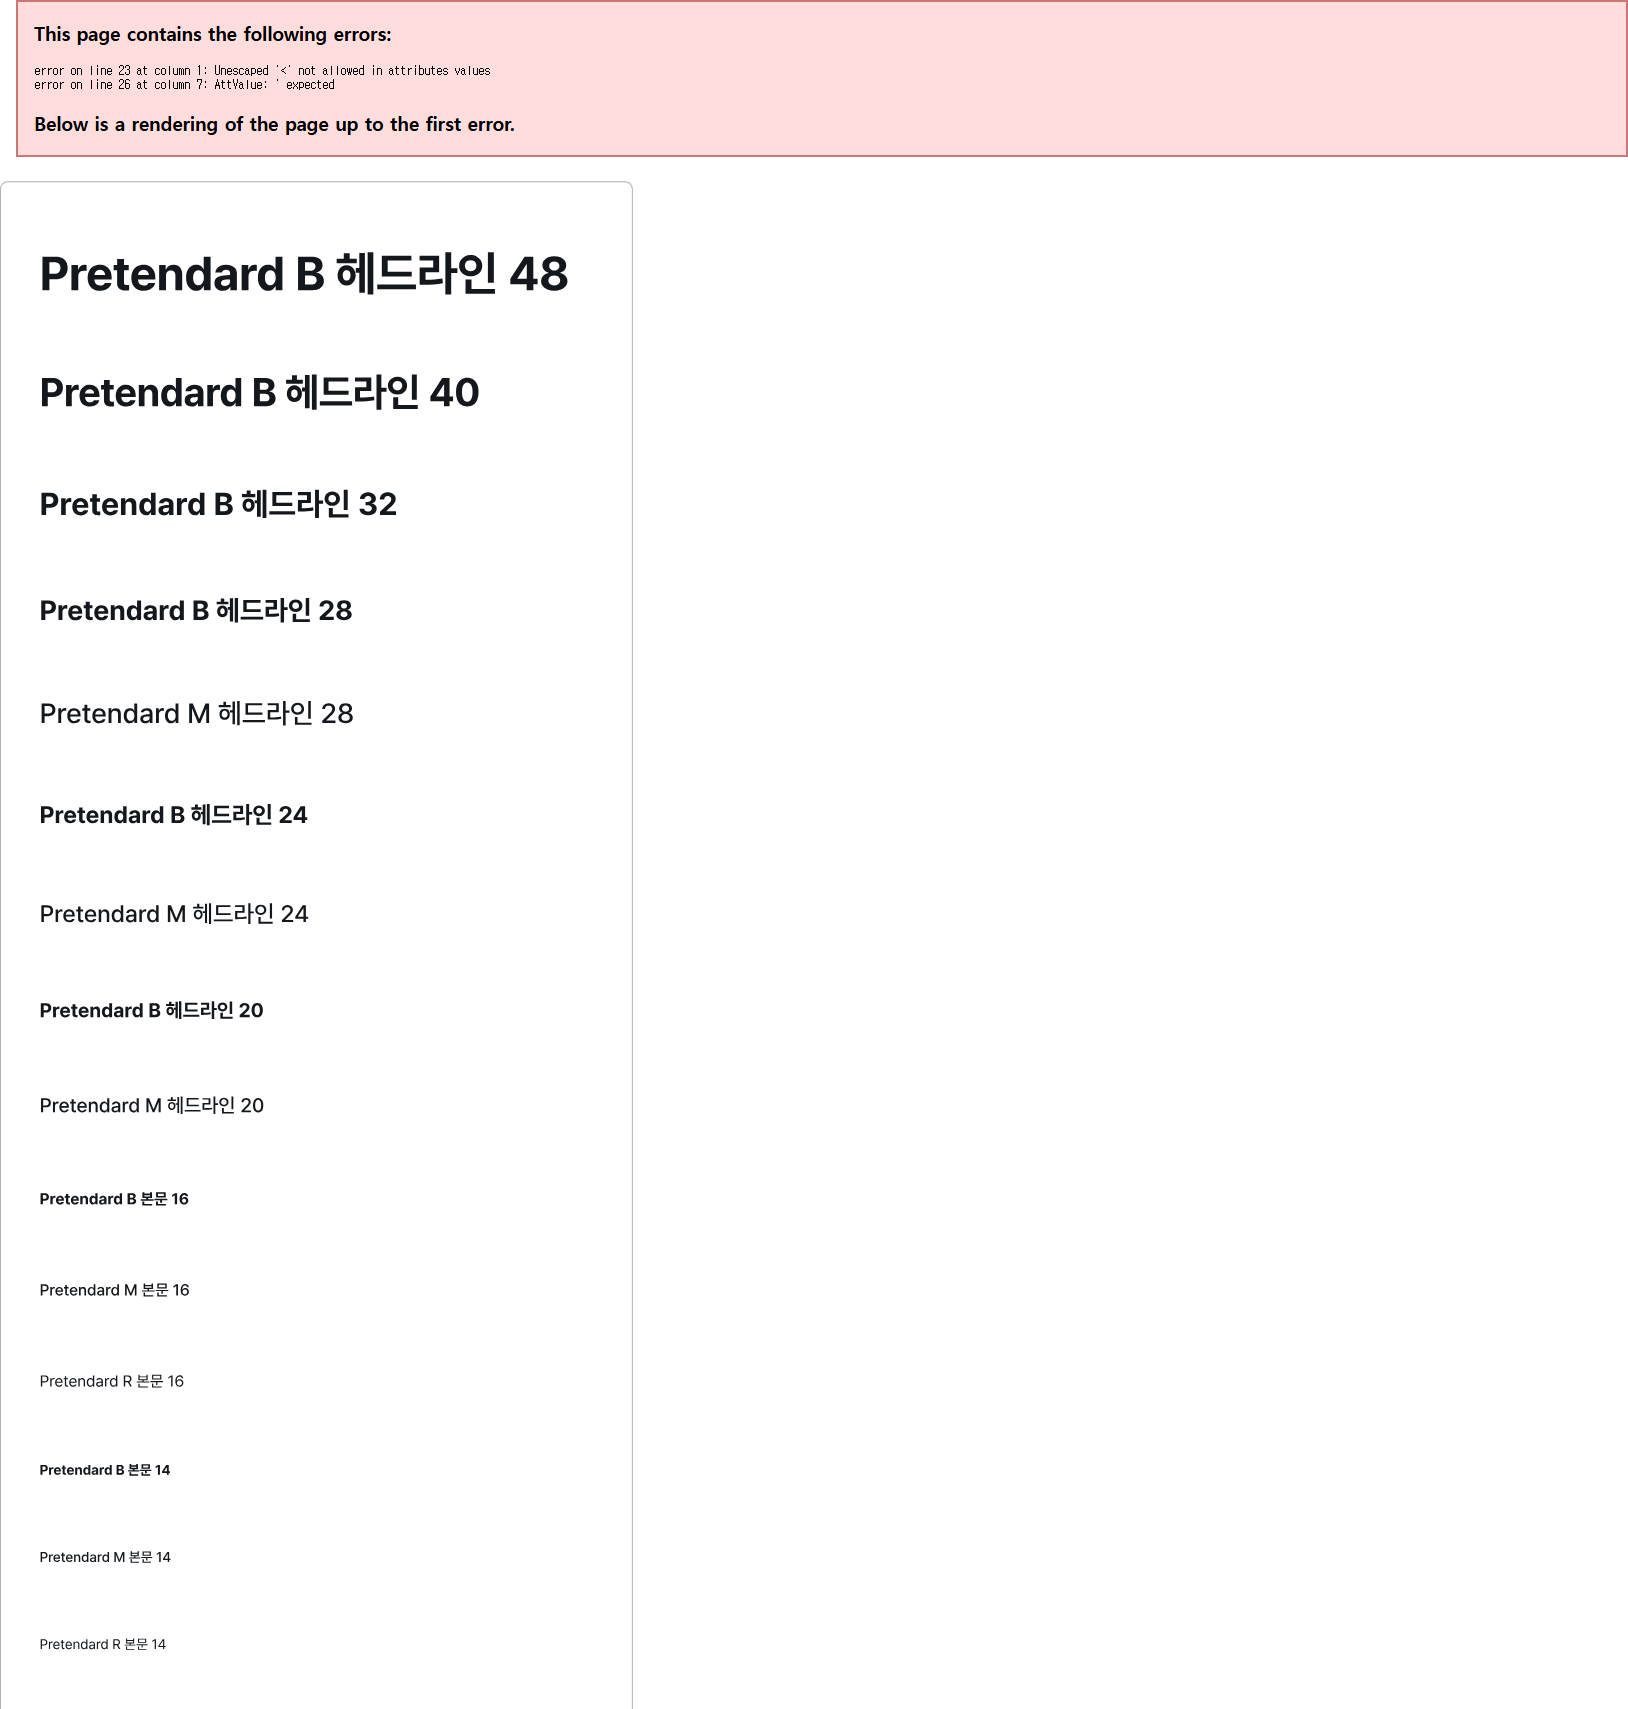 This page contains the following errors:
error on line 23 at column 1: Unescaped '<' not allowed in attributes values
error on line 26 at column 7: AttValue: ' expected
Below is a rendering of the page up to the first error.
Pretendard B 헤드라인 48
Pretendard B 헤드라인 40
Pretendard B 헤드라인 32
Pretendard B 헤드라인 28
Pretendard M 헤드라인 28
Pretendard B 헤드라인 24
Pretendard M 헤드라인 24
Pretendard B 헤드라인 20
Pretendard M 헤드라인 20
Pretendard B 본문 16
Pretendard M 본문 16
Pretendard R 본문 16
Pretendard B 본문 14
Pretendard M 본문 14
Pretendard R 본문 14